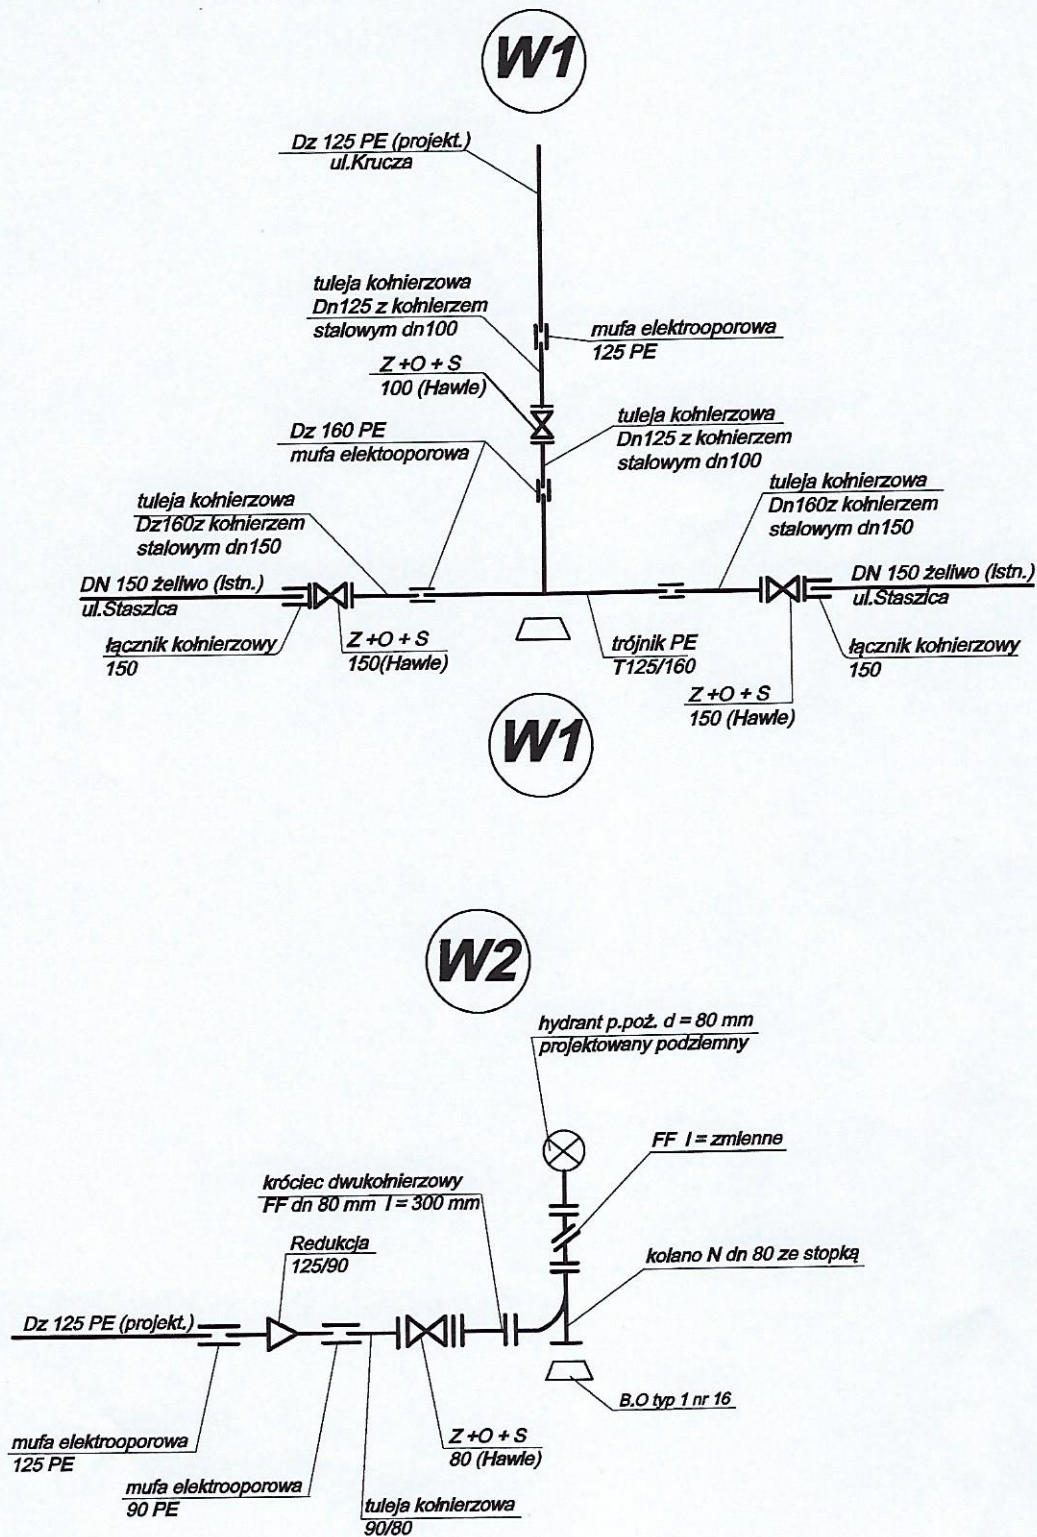 W1
Dz 125 PE (projekt.)
ul.Krucza
tuleja kołnierzowa
Dn125 z kołnierzem
stalowym dn100
mufa elektrooporowa
125 PE
Z +O + S
100 (Hawle)
tuleja kołnierzowa
Dn125 z kołnierzem
stalowym dn100
Dz 160 PE
mufa elektooporowa
tuleja kołnierzowa
Dz160z kołnierzem
stalowym dn150
tuleja kołnierzowa
Dn160z kołnierzem
stalowym dn150
DN 150 żeliwo (istn.)
ul.Staszica
DN 150 żeliwo (istn.)
ul.Staszica
łącznik kołnierzowy
150
Z +O + S
150(Hawle)
trójnik PE
T125/160
łącznik kołnierzowy
150
Z +O + S
150 (Hawle)
W1
W2
hydrant p.poż. d = 80 mm
projektowany podziemny
FF l = zmienne
króciec dwukołnierzowy
FF dn 80 mm l = 300 mm
Redukcja
125/90
kolano N dn 80 ze stopką
Dz 125 PE (projekt.)
B.O typ 1 nr 16
mufa elektrooporowa
125 PE
Z +O + S
80 (Hawle)
mufa elektrooporowa
90 PE
tuleja kołnierzowa
90/80